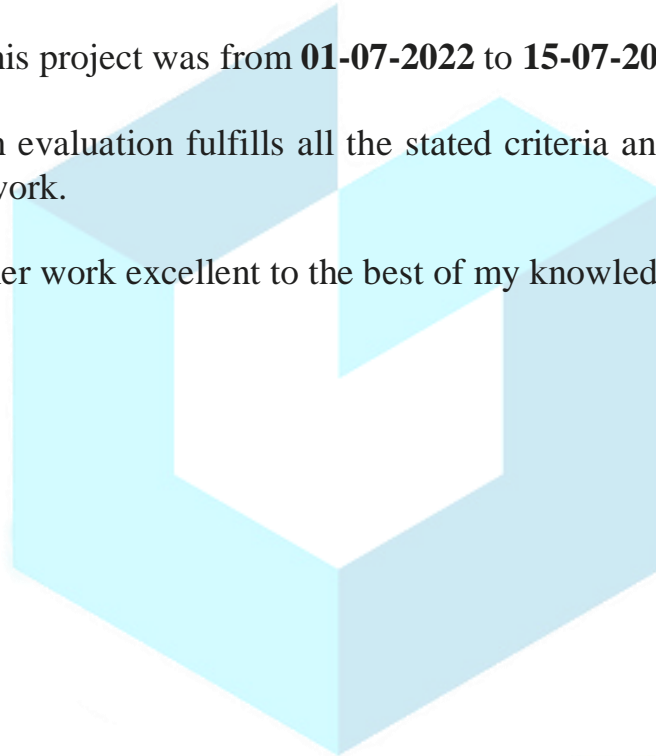 his project was from 01-07-2022 to 15-07-20
evaluation fulfills all the stated criteria an
work.
er work excellent to the best of my knowled